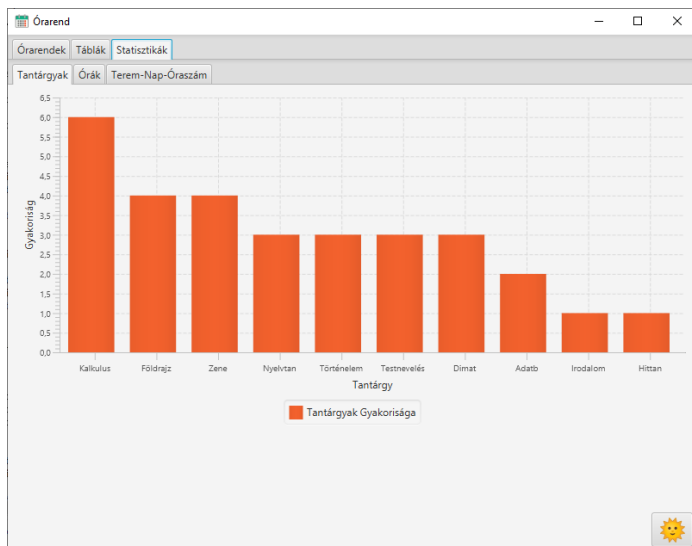 Órarend
Órarendek Táblák Statisztikák
Tantárgyak Órák Terem-Nap-Óraszám
6,5
6,0
5,5
5,0
4,5
4,0
3,5
3,0
2,5
2,0
1,5
1,0
0,5
0,0
Gyakoriság
Kalkulus Földrajz Zene Nyelvtan Történelem Testnevelés Dimat Adatb Irodalom Hittan
Tantárgy
Tantárgyak Gyakorisága